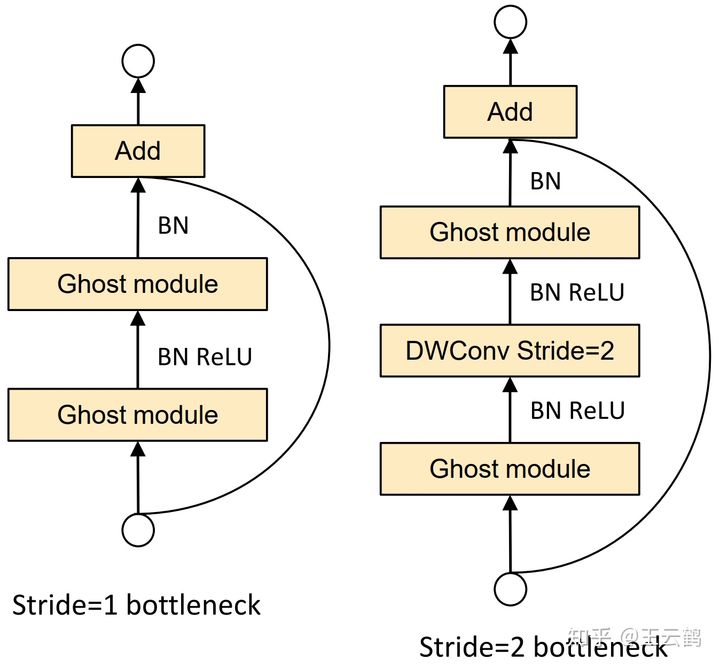 Add
BN
Ghost module
BN ReLU
Ghost module
Stride=1 bottleneck
Add
BN
Ghost module
BN ReLU
DWConv Stride=2
BN ReLU
Ghost module
Stride=2 bottleneck
知乎 @王云鹤